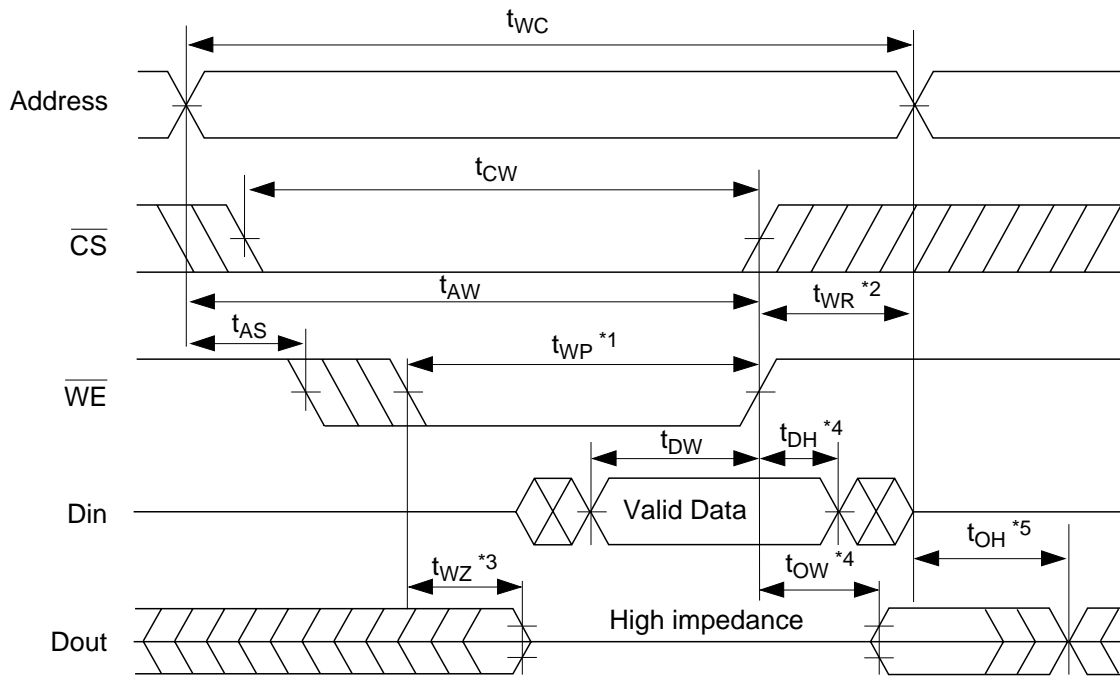 tWC
Address
tCW
CS
tAW
tWR *2
tAS
tWP *1
WE
tDW
tDH *4
Din
Valid Data
tWZ *3
tOW *4
tOH *5
High impedance
Dout